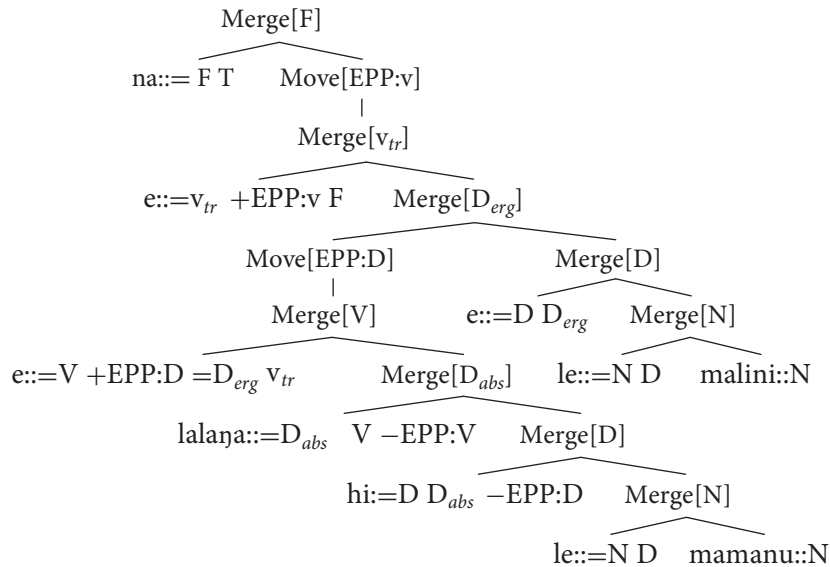 Merge[F]
na::= F T Move[EPP:v]
Merge[v_tr]
e::=v_tr +EPP:v F Merge[D_erg]
Move[EPP:D] Merge[D]
Merge[V] e::=D D_erg Merge[N]
e::=V +EPP:D =D_erg v_tr Merge[D_abs] le::=N D malini::N
lalaŋa::=D_abs V −EPP:V Merge[D]
hi::=D D_abs −EPP:D Merge[N]
le::=N D mamanu::N